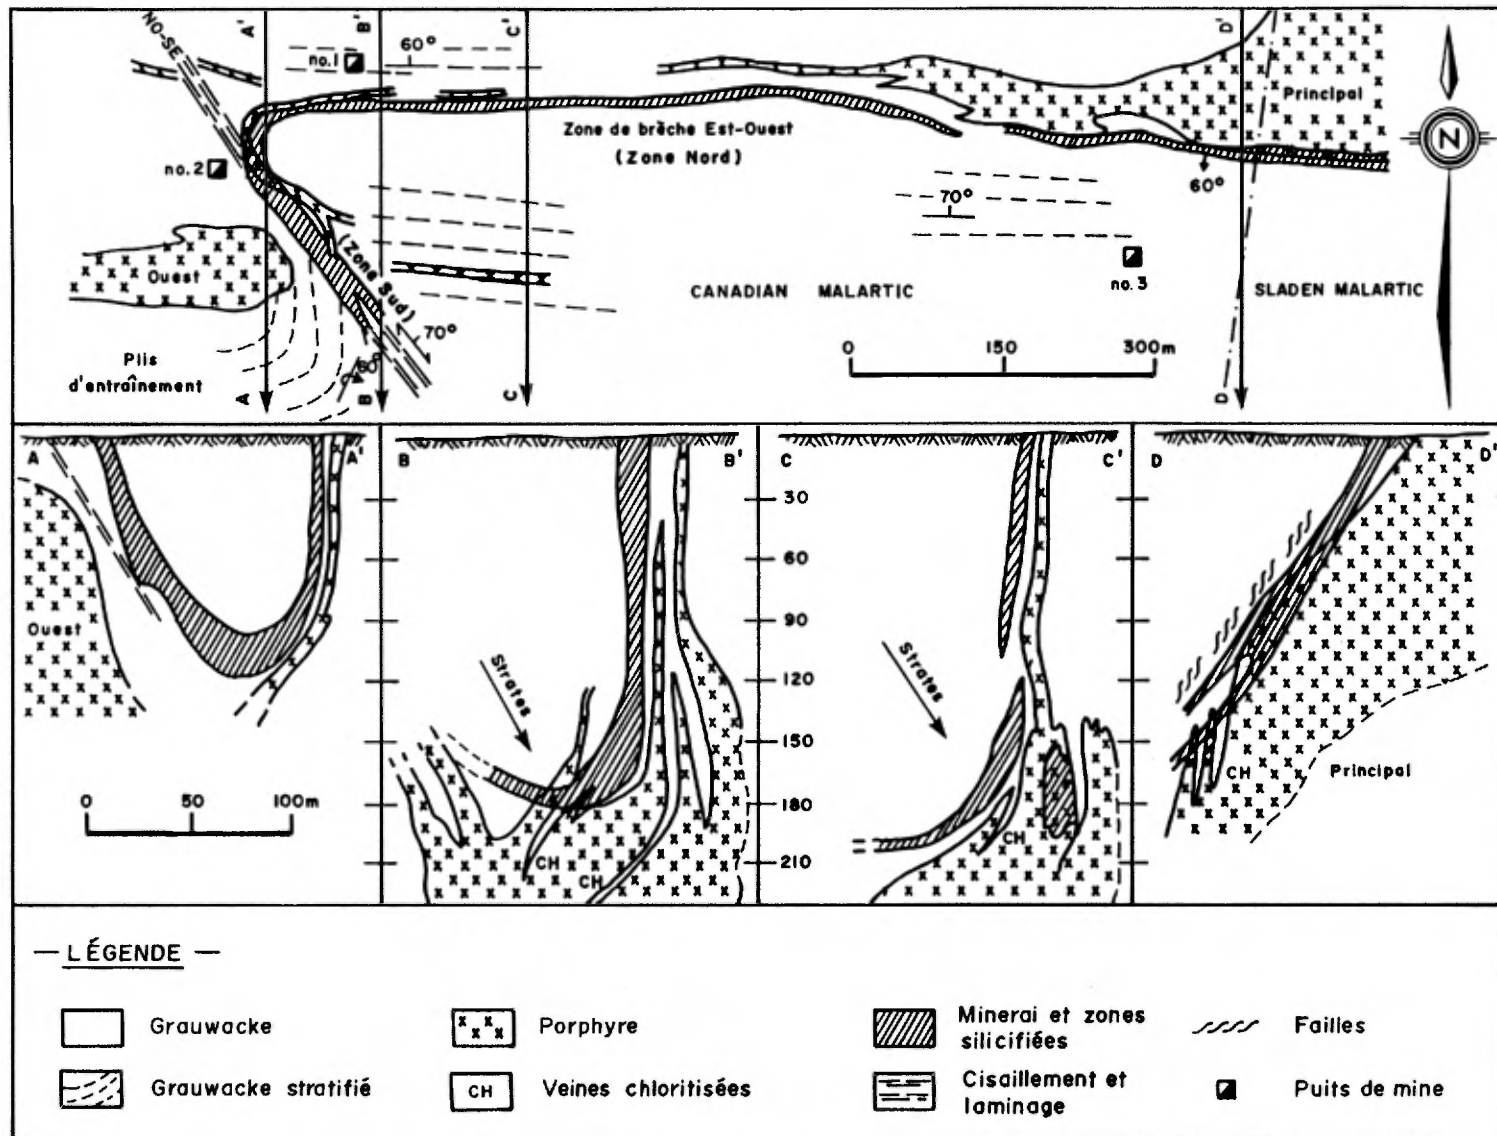 A'
B'
C'
D'
NO-SE
no.1
60°
Principal
Zone de brèche Est-Ouest
(Zone Nord)
N
no.2
60°
70°
Ouest
(Zone Sud)
no.3
CANADIAN MALARTIC
SLADEN MALARTIC
70°
0 150 300m
Plis
d'entraînement
60°
A
B
C
D
A A' B B' C C' D D'
30
60
90
Ouest
120
Strates
Strates
150
0 50 100m
180
210
CH
CH
CH
CH
Principal
— LÉGENDE —
Grauwacke
Porphyre
Minerai et zones
silicifiées
Failles
Grauwacke stratifié
CH
Veines chloritisées
Cisaillement et
laminage
Puits de mine